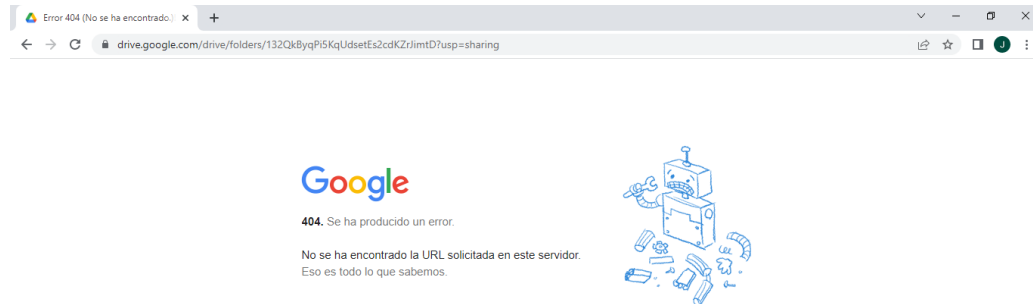 Error 404 (No se ha encontrado.)
drive.google.com/drive/folders/132QkByqPi5KqUdsetEs2cdKZrJimtD?usp=sharing
J
Google
404. Se ha producido un error.
No se ha encontrado la URL solicitada en este servidor.
Eso es todo lo que sabemos.